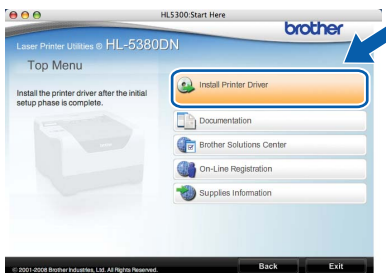 HL5300:Start Here
brother
Laser Printer Utilities © HL-5380DN
Top Menu
Install the printer driver after the initial
setup phase is complete.
Install Printer Driver
Documentation
Brother Solutions Center
On-Line Registration
Supplies Information
© 2001-2008 Brother Industries, Ltd. All Rights Reserved.
Back
Exit